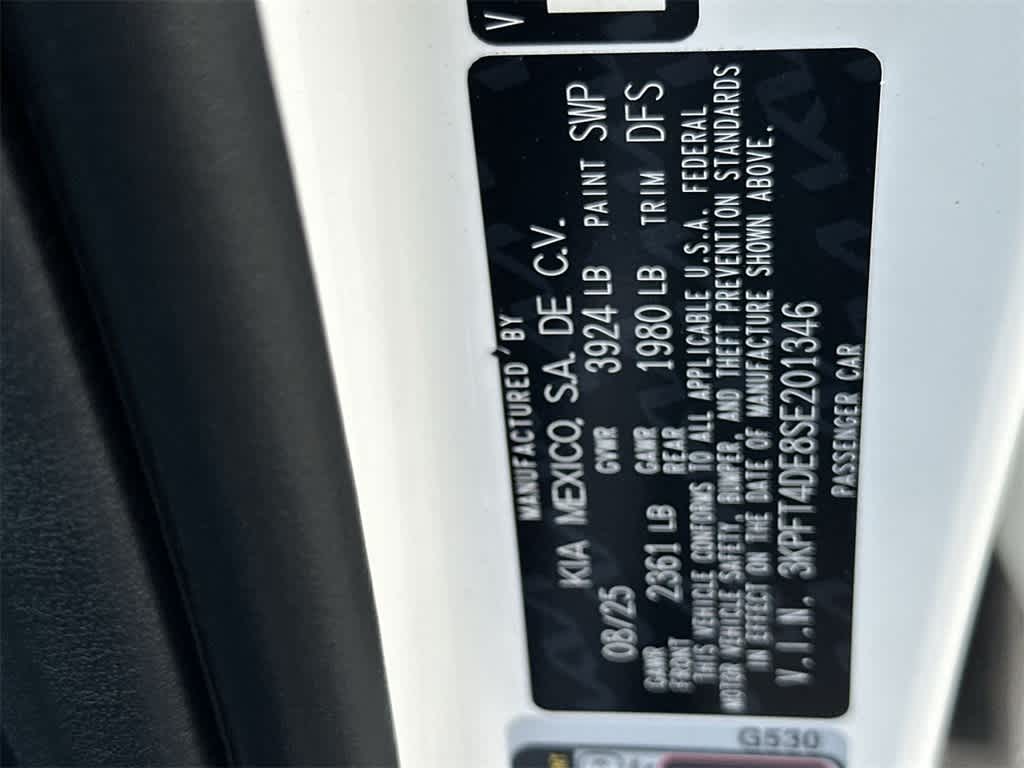 V
MANUFACTURED BY
KIA MEXICO, S.A. DE C.V.
08/25 GVWR 3924 LB PAINT SWP
GAWR FRONT 2361 LB GAWR REAR 1980 LB TRIM DFS
THIS VEHICLE CONFORMS TO ALL APPLICABLE U.S.A. FEDERAL
MOTOR VEHICLE SAFETY, BUMPER, AND THEFT PREVENTION STANDARDS
IN EFFECT ON THE DATE OF MANUFACTURE SHOWN ABOVE.
V.I.N. 3KPFT4DE8SE201346
PASSENGER CAR
G530